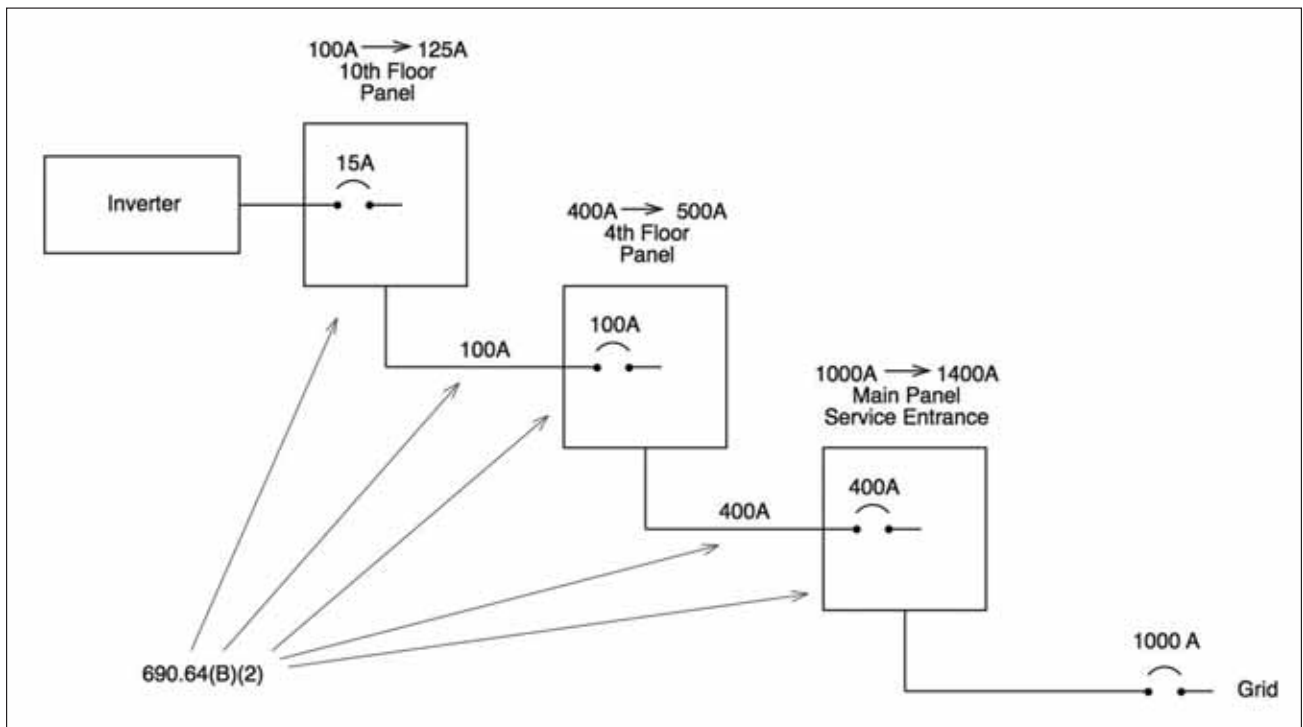 100A → 125A
10th Floor
Panel
15A
Inverter
400A → 500A
4th Floor
Panel
100A
100A
1000A → 1400A
Main Panel
Service Entrance
400A
400A
1000 A
Grid
690.64(B)(2)